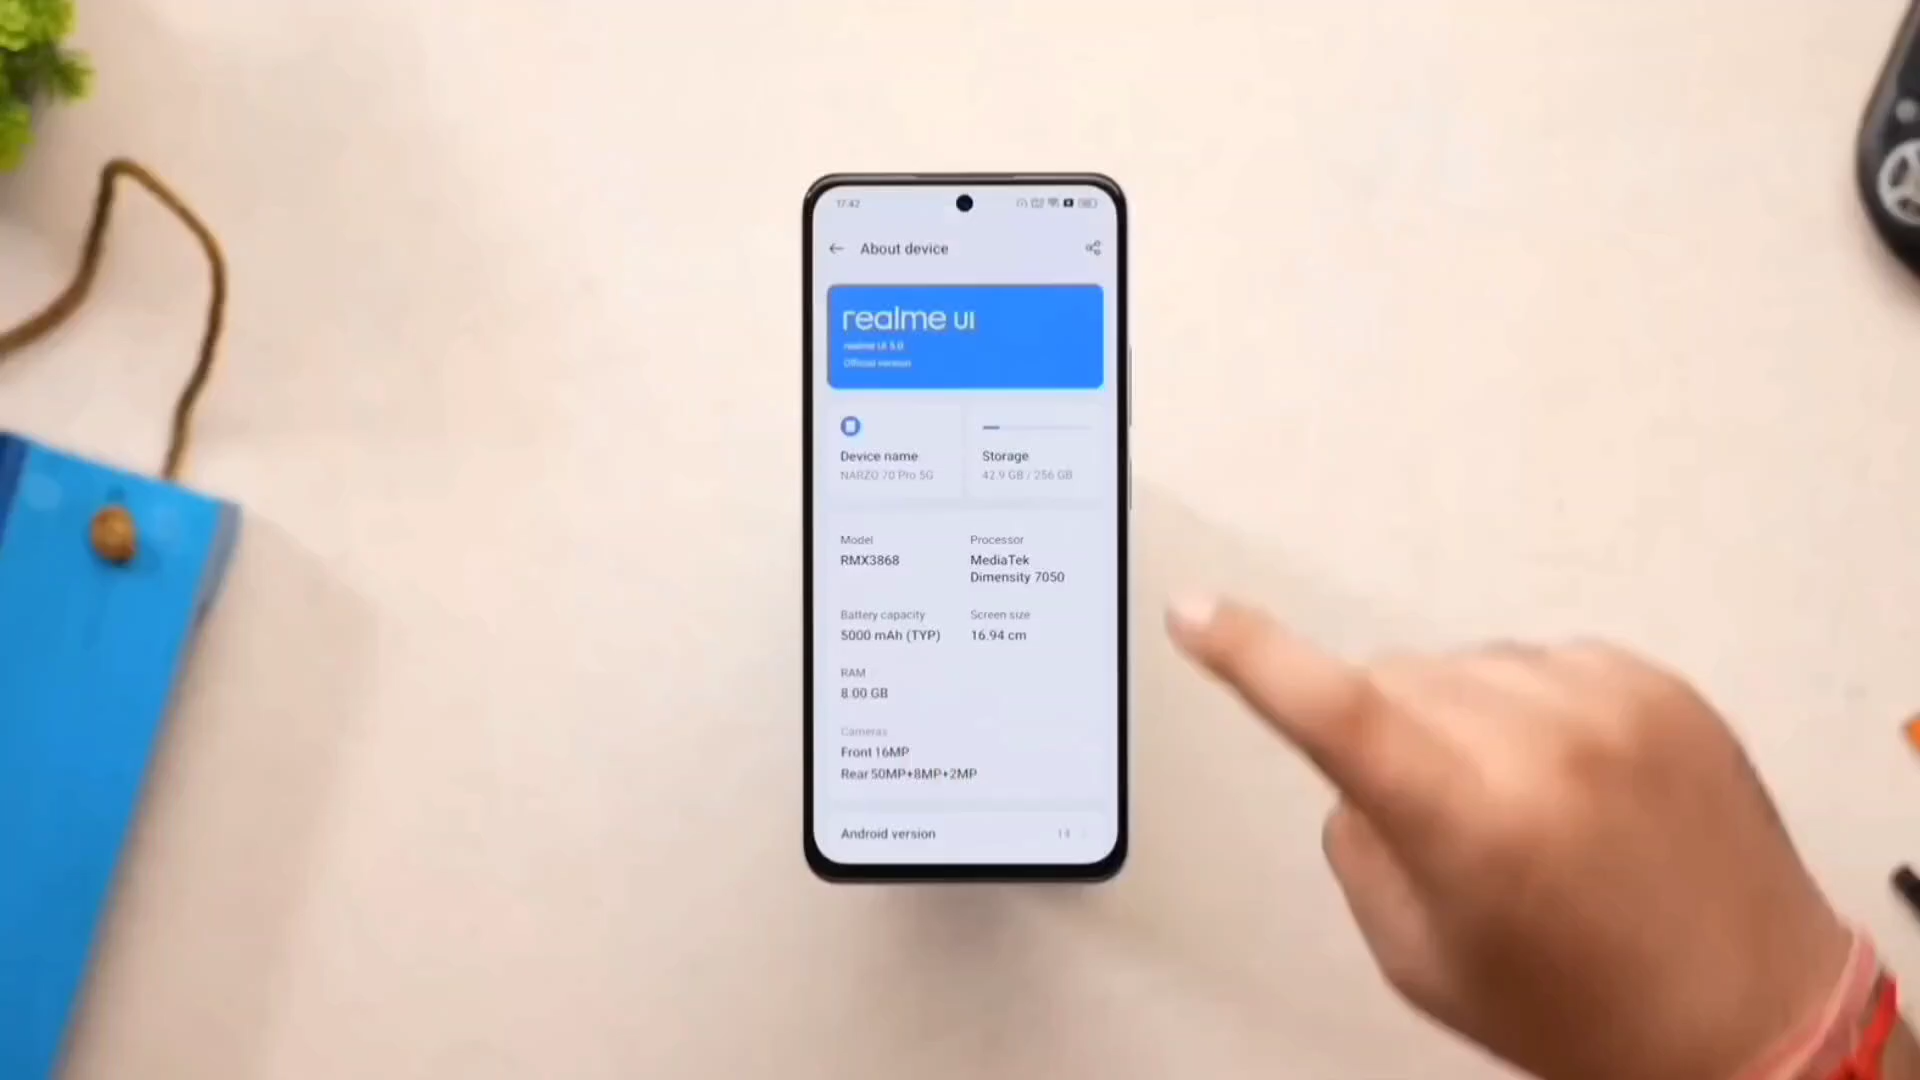 17:42
About device
realme UI
realme UI 5.0
Official version
Device name
NARZO 70 Pro 5G
Storage
42.9 GB / 256 GB
Model
RMX3868
Processor
MediaTek
Dimensity 7050
Battery capacity
5000 mAh (TYP)
Screen size
16.94 cm
RAM
8.00 GB
Cameras
Front 16MP
Rear 50MP+8MP+2MP
Android version
14